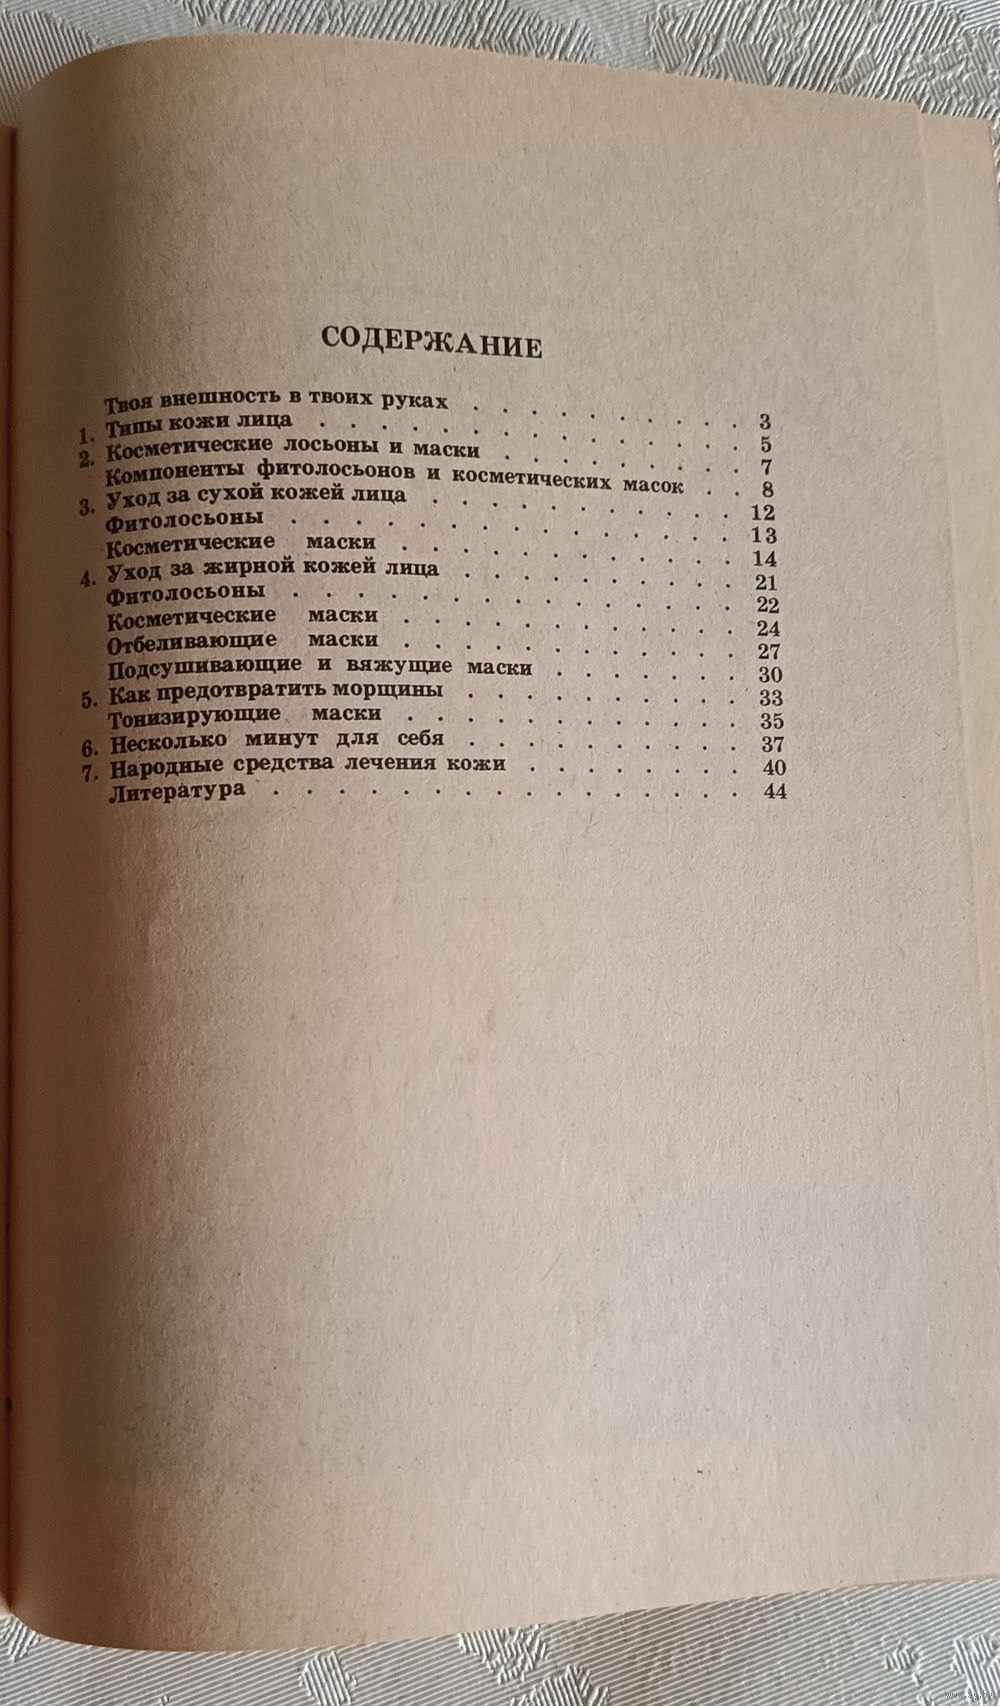 СОДЕРЖАНИЕ
Твоя внешность в твоих руках . . . . . . . . . . 3
1. Типы кожи лица . . . . . . . . . . . . . . . 5
2. Косметические лосьоны и маски . . . . . . . . . 7
Компоненты фитолосьонов и косметических масок . . 8
3. Уход за сухой кожей лица . . . . . . . . . . . 12
Фитолосьоны . . . . . . . . . . . . . . . 13
Косметические маски . . . . . . . . . . . . 14
4. Уход за жирной кожей лица . . . . . . . . . . 21
Фитолосьоны . . . . . . . . . . . . . . . 22
Косметические маски . . . . . . . . . . . . 24
Отбеливающие маски . . . . . . . . . . . . 27
Подсушивающие и вяжущие маски . . . . . . . 30
5. Как предотвратить морщины . . . . . . . . . . 33
Тонизирующие маски . . . . . . . . . . . . 35
6. Несколько минут для себя . . . . . . . . . . 37
7. Народные средства лечения кожи . . . . . . . . 40
Литература . . . . . . . . . . . . . . . 44